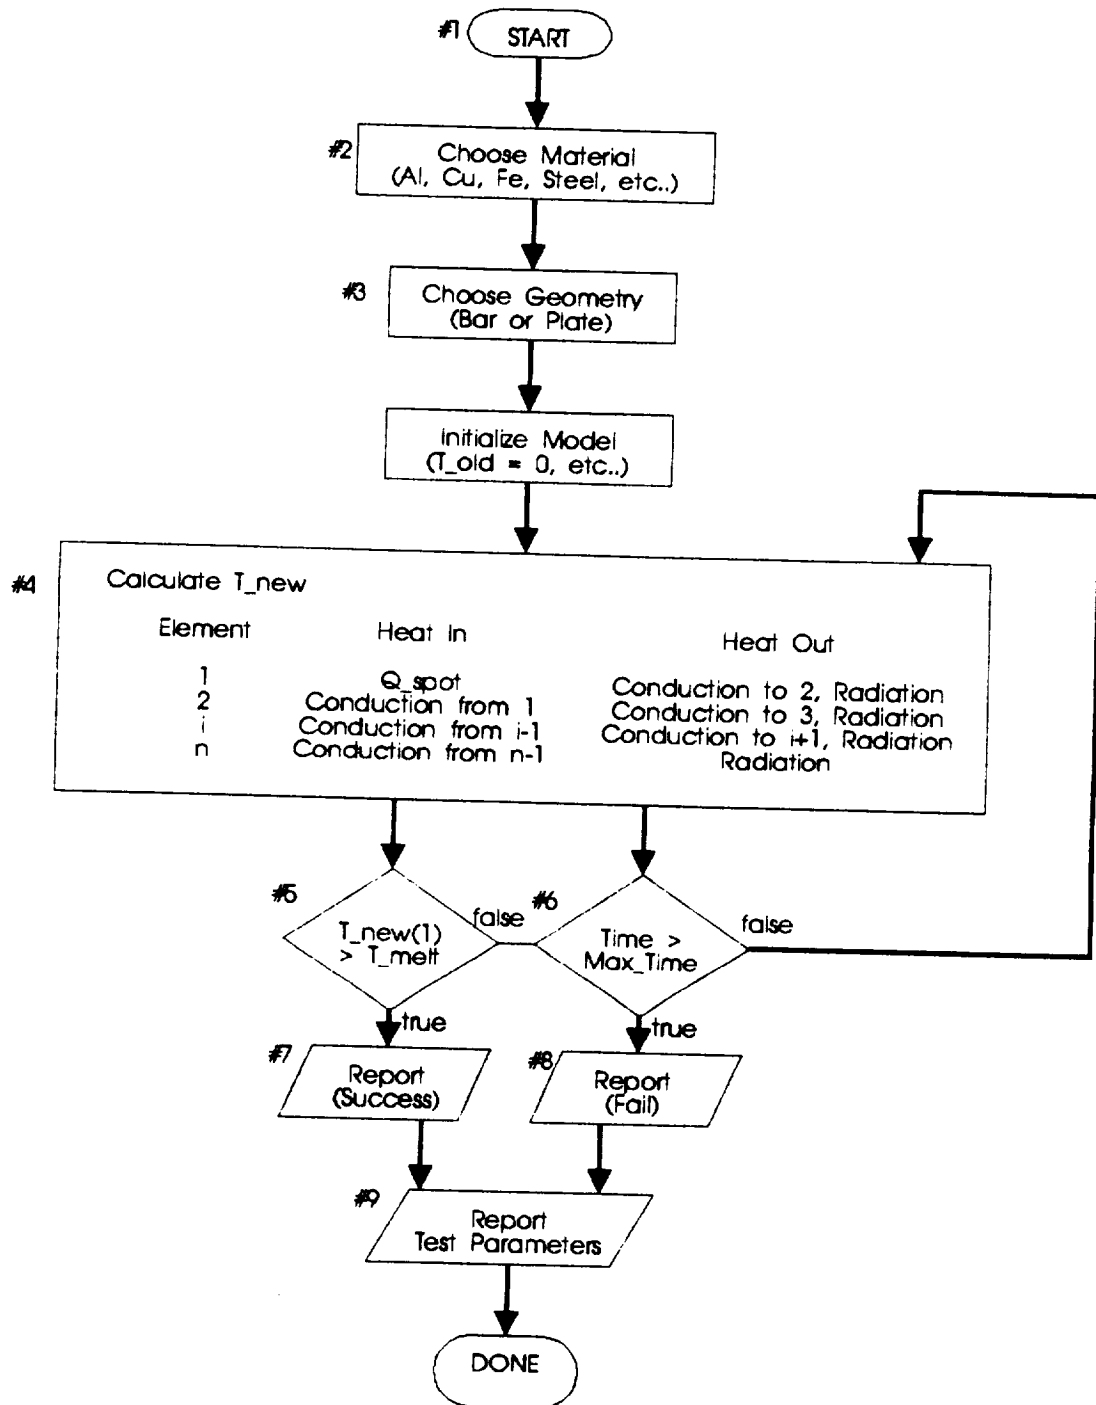 #1 START
#2 Choose Material
(Al, Cu, Fe, Steel, etc..)
#3 Choose Geometry
(Bar or Plate)
Initialize Model
(T_old = 0, etc..)
#4 Calculate T_new
Element Heat In Heat Out
1 Q_spot Conduction to 2, Radiation
2 Conduction from 1 Conduction to 3, Radiation
i Conduction from i-1 Conduction to i+1, Radiation
n Conduction from n-1 Radiation
#5 T_new(1)
> T_melt
false
#6 Time >
Max_Time
false
true
true
#7 Report
(Success)
#8 Report
(Fail)
#9 Report
Test Parameters
DONE